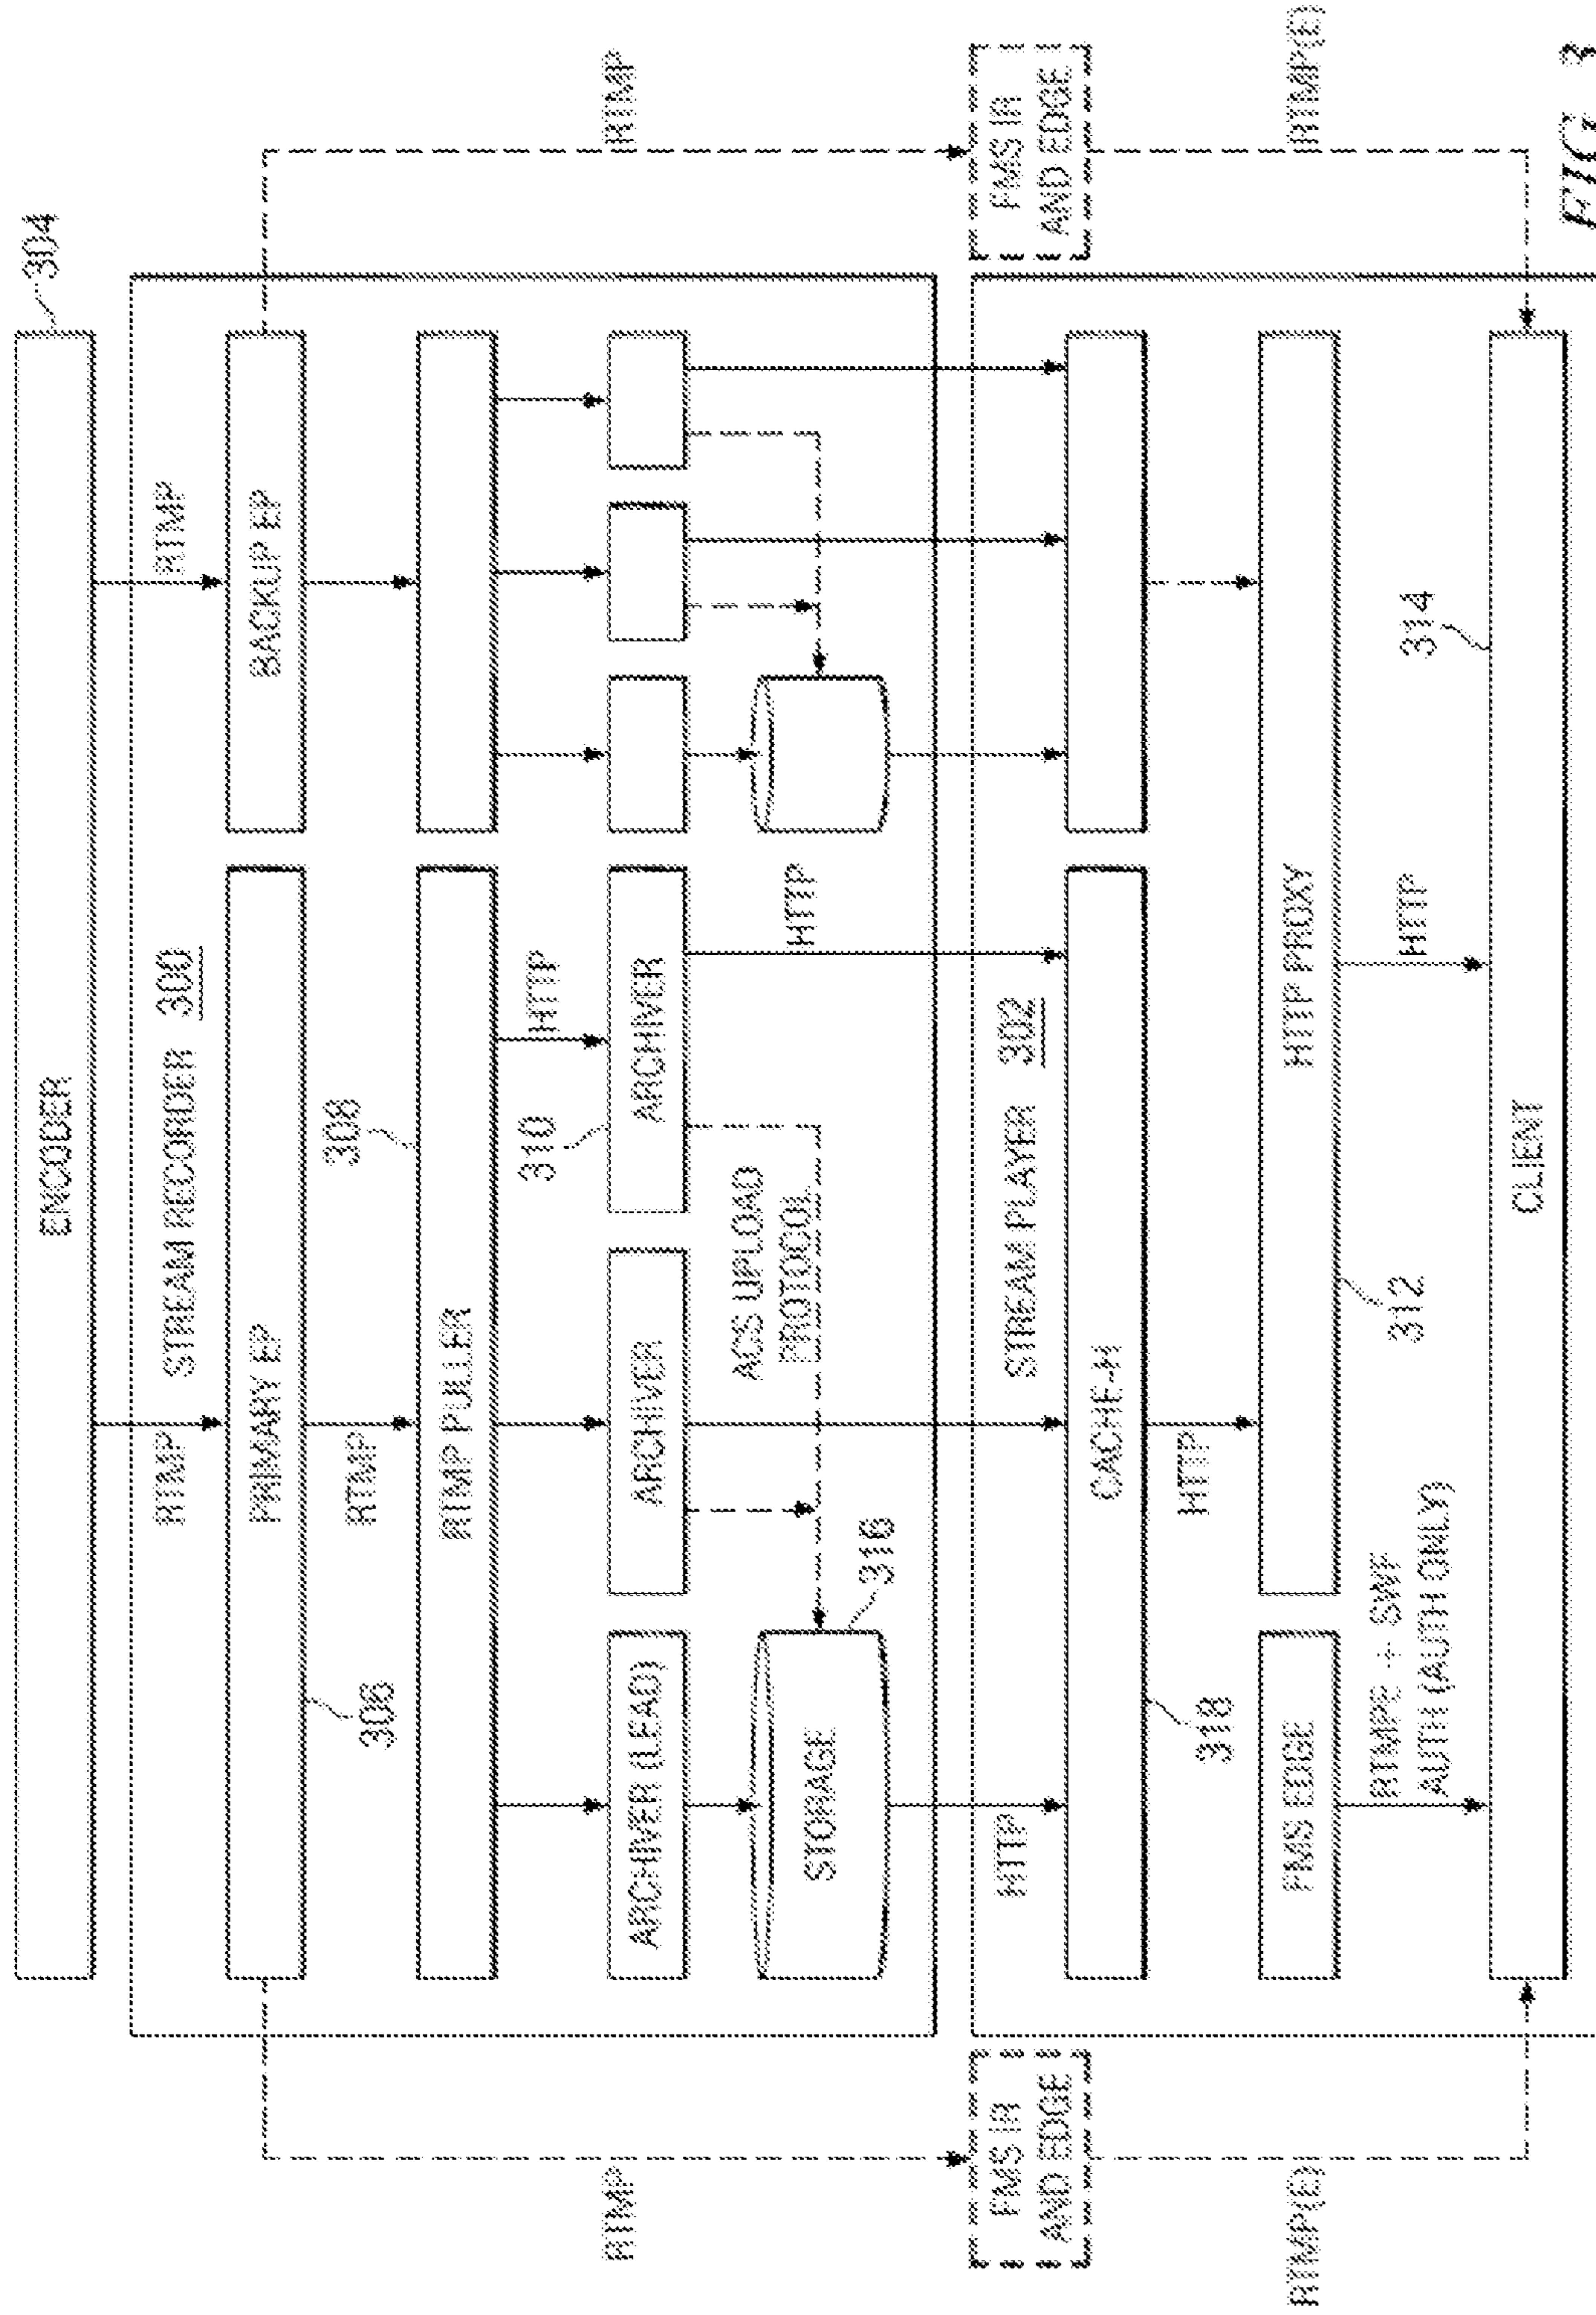 ENCODER
304
RTMP
RTMP
STREAM RECORDER 300
PRIMARY EP
BACKUP EP
306
RTMP
308
RTMP PULLER
310
HTTP
ARCHIVER (LEAD)
ARCHIVER
ARCHIVER
ACS UPLOAD
PROTOCOL
HTTP
STORAGE
316
RTMP
RTMP
FMS IR
AND EDGE
FMS IR
AND EDGE
HTTP
STREAM PLAYER 302
CACHE-H
318
HTTP
FMS EDGE
HTTP PROXY
312
RTMPE + SWF
AUTH (AUTH ONLY)
HTTP
314
CLIENT
RTMP(E)
RTMP(E)
FIG. 3